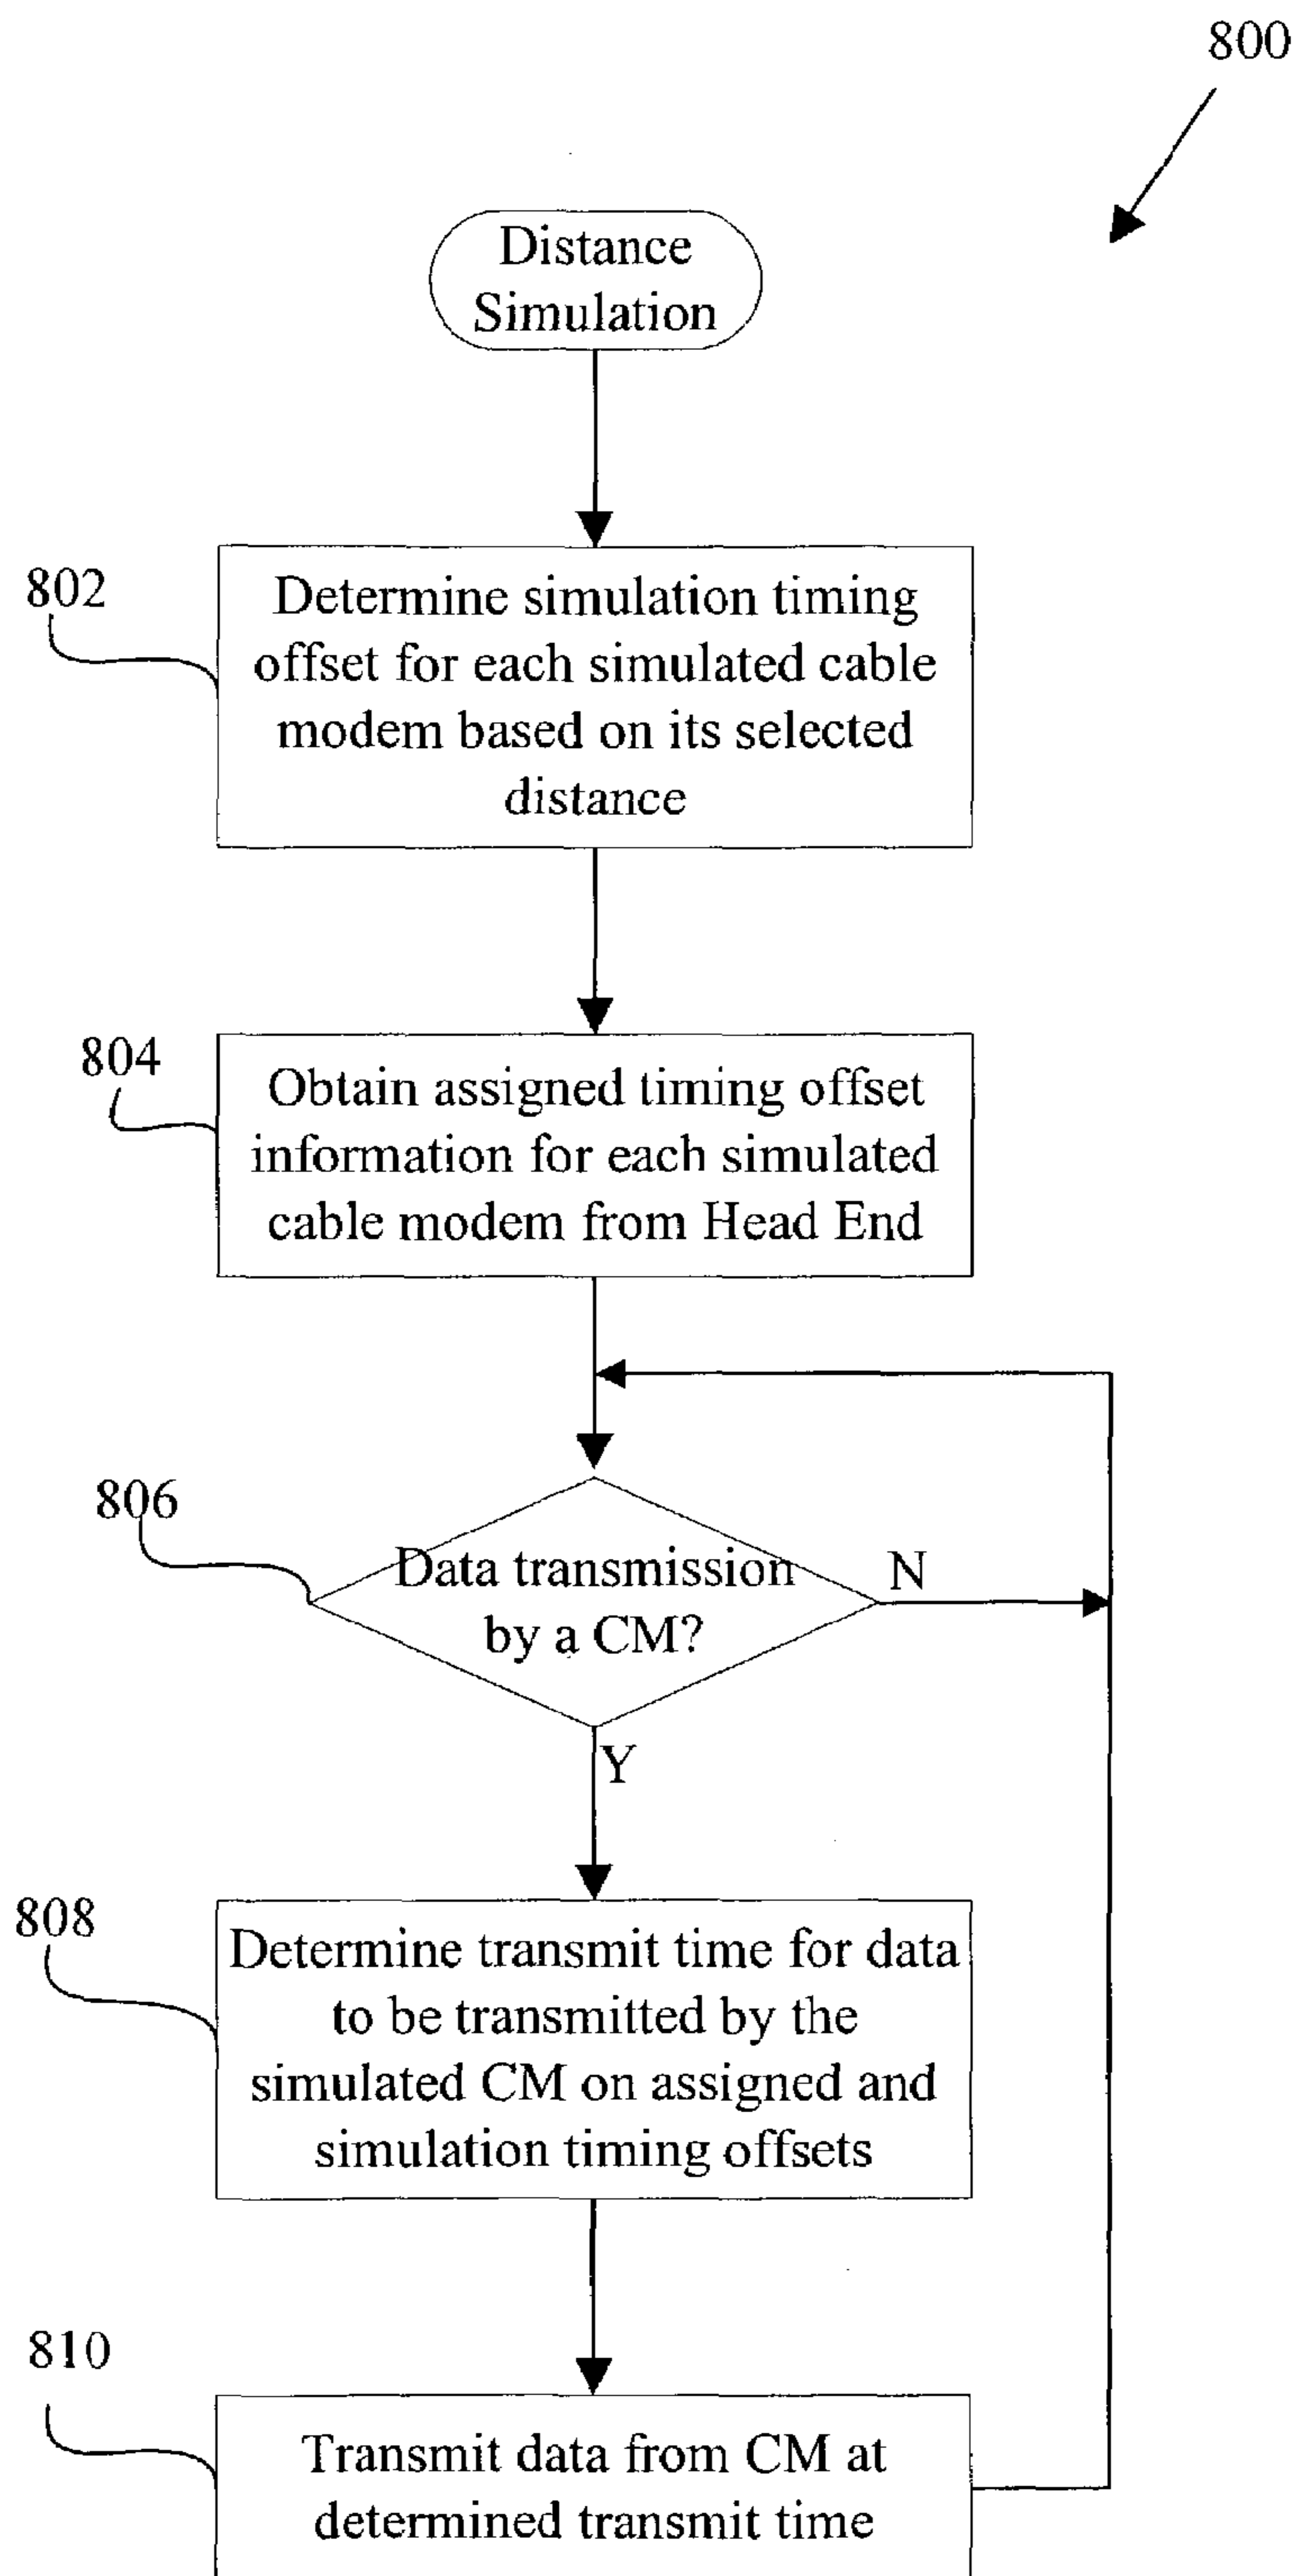 800
Distance
Simulation
802
Determine simulation timing
offset for each simulated cable
modem based on its selected
distance
804
Obtain assigned timing offset
information for each simulated
cable modem from Head End
806
Data transmission
by a CM?
N
Y
808
Determine transmit time for data
to be transmitted by the
simulated CM on assigned and
simulation timing offsets
810
Transmit data from CM at
determined transmit time